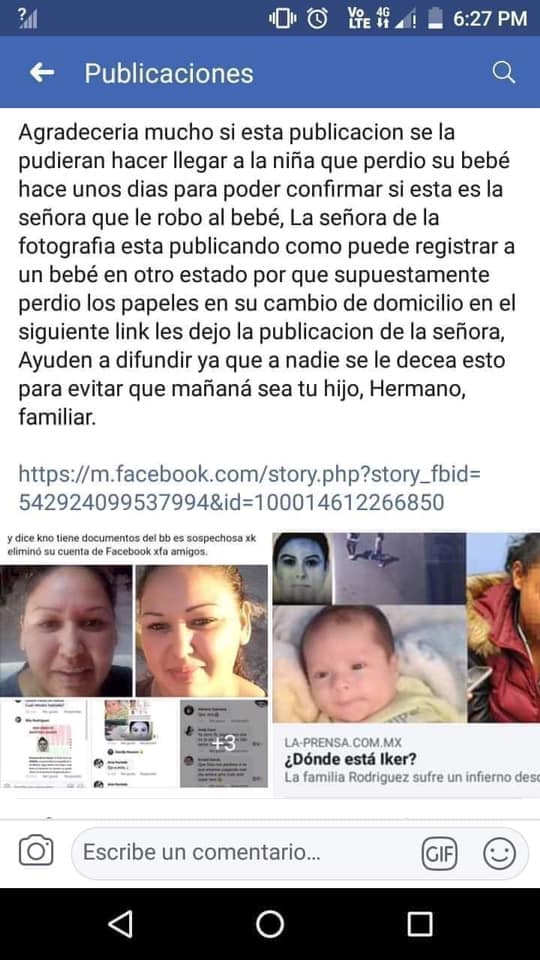 6:27 PM
Publicaciones
Agradeceria mucho si esta publicacion se la
pudieran hacer llegar a la niña que perdio su bebé
hace unos dias para poder confirmar si esta es la
señora que le robo al bebé, La señora de la
fotografia esta publicando como puede registrar a
un bebé en otro estado por que supuestamente
perdio los papeles en su cambio de domicilio en el
siguiente link les dejo la publicacion de la señora,
Ayuden a difundir ya que a nadie se le decea esto
para evitar que mañaná sea tu hijo, Hermano,
familiar.
https://m.facebook.com/story.php?story_fbid=
542924099537994&id=100014612266850
y dice kno tiene documentos del bb es sospechosa xk
eliminó su cuenta de Facebook xfa amigos.
+3
LA-PRENSA.COM.MX
¿Dónde está Iker?
La familia Rodriguez sufre un infierno desd
Escribe un comentario...
GIF